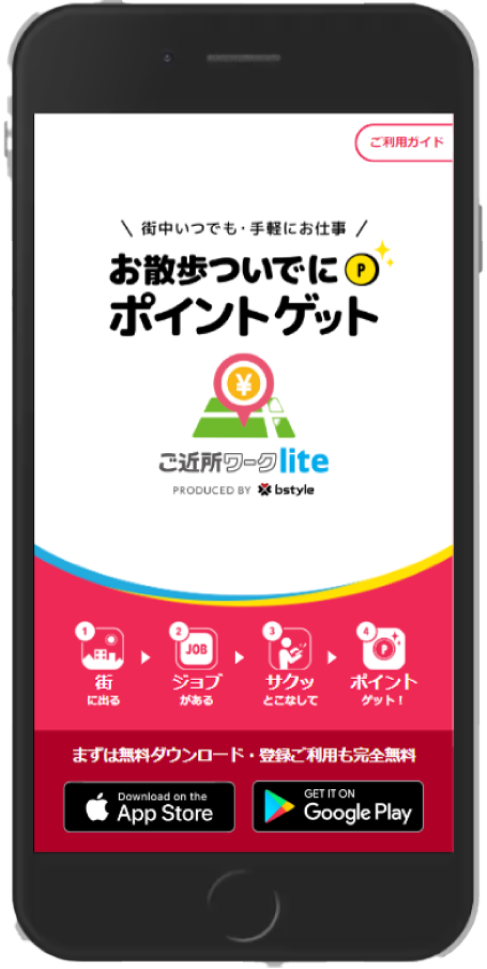 ご利用ガイド
\ 街中いつでも・手軽にお仕事 /
お散歩ついでに P
ポイントゲット
¥
ご近所ワークlite
PRODUCED BY bstyle
1 2 JOB 3 4 P
街 ジョブ サクッ ポイント
に出る がある とこなして ゲット!
まずは無料ダウンロード・登録ご利用も完全無料
Download on the GET IT ON
App Store Google Play